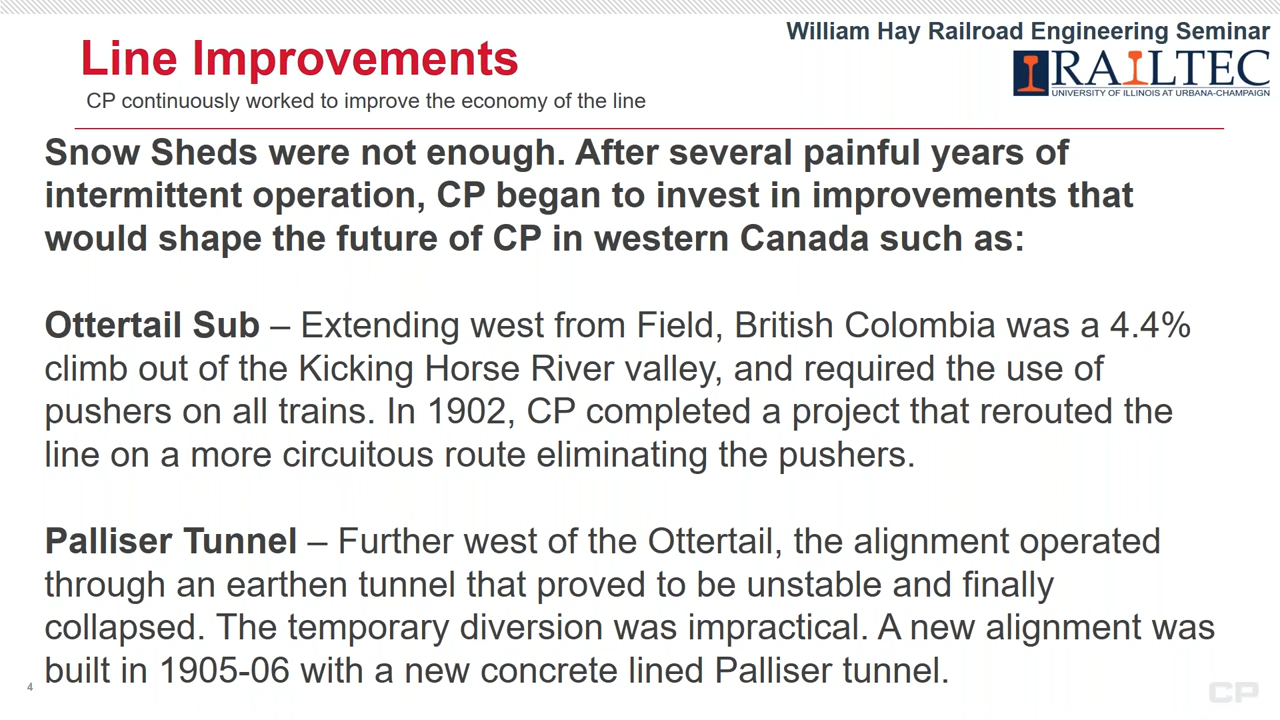 William Hay Railroad Engineering Seminar
Line Improvements
RAILTEC
UNIVERSITY OF ILLINOIS AT URBANA-CHAMPAIGN
CP continuously worked to improve the economy of the line
Snow Sheds were not enough. After several painful years of
intermittent operation, CP began to invest in improvements that
would shape the future of CP in western Canada such as:
Ottertail Sub – Extending west from Field, British Colombia was a 4.4%
climb out of the Kicking Horse River valley, and required the use of
pushers on all trains. In 1902, CP completed a project that rerouted the
line on a more circuitous route eliminating the pushers.
Palliser Tunnel – Further west of the Ottertail, the alignment operated
through an earthen tunnel that proved to be unstable and finally
collapsed. The temporary diversion was impractical. A new alignment was
built in 1905-06 with a new concrete lined Palliser tunnel.
4
CP